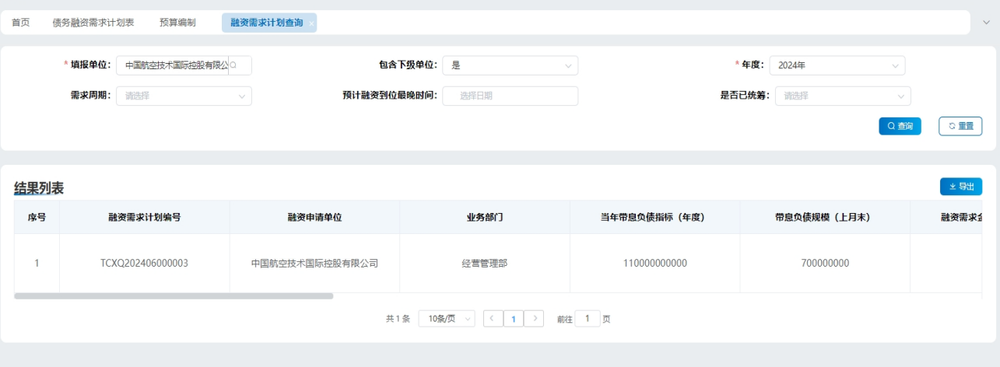 首页 债务融资需求计划表 预算编制 融资需求计划查询
* 填报单位： 中国航空技术国际控股有限公 包含下级单位： 是 * 年度： 2024年
需求周期： 请选择 预计融资到位最晚时间： 选择日期 是否已统筹： 请选择
查询 重置
结果列表 导出
序号 融资需求计划编号 融资申请单位 业务部门 当年带息负债指标（年度） 带息负债规模（上月末） 融资需求
1 TCXQ202406000003 中国航空技术国际控股有限公司 经营管理部 110000000000 700000000
共 1 条 10条/页 1 前往 1 页